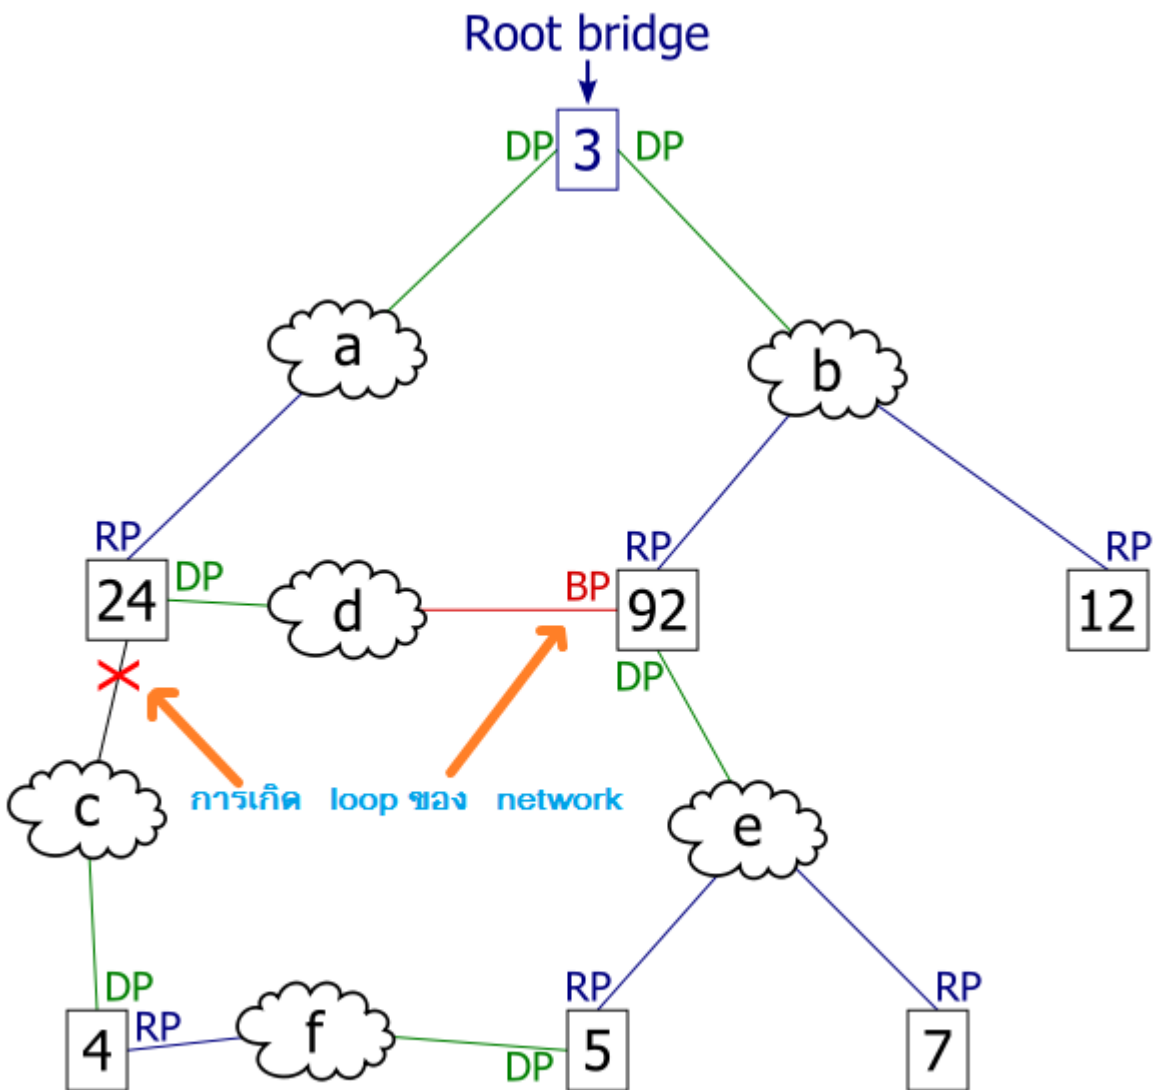 Root bridge
DP 3 DP
a
b
RP
RP
RP
24 DP d BP 92 12
DP
การเกิด loop ของ network
c
e
DP
RP
RP
4 RP f DP 5 7